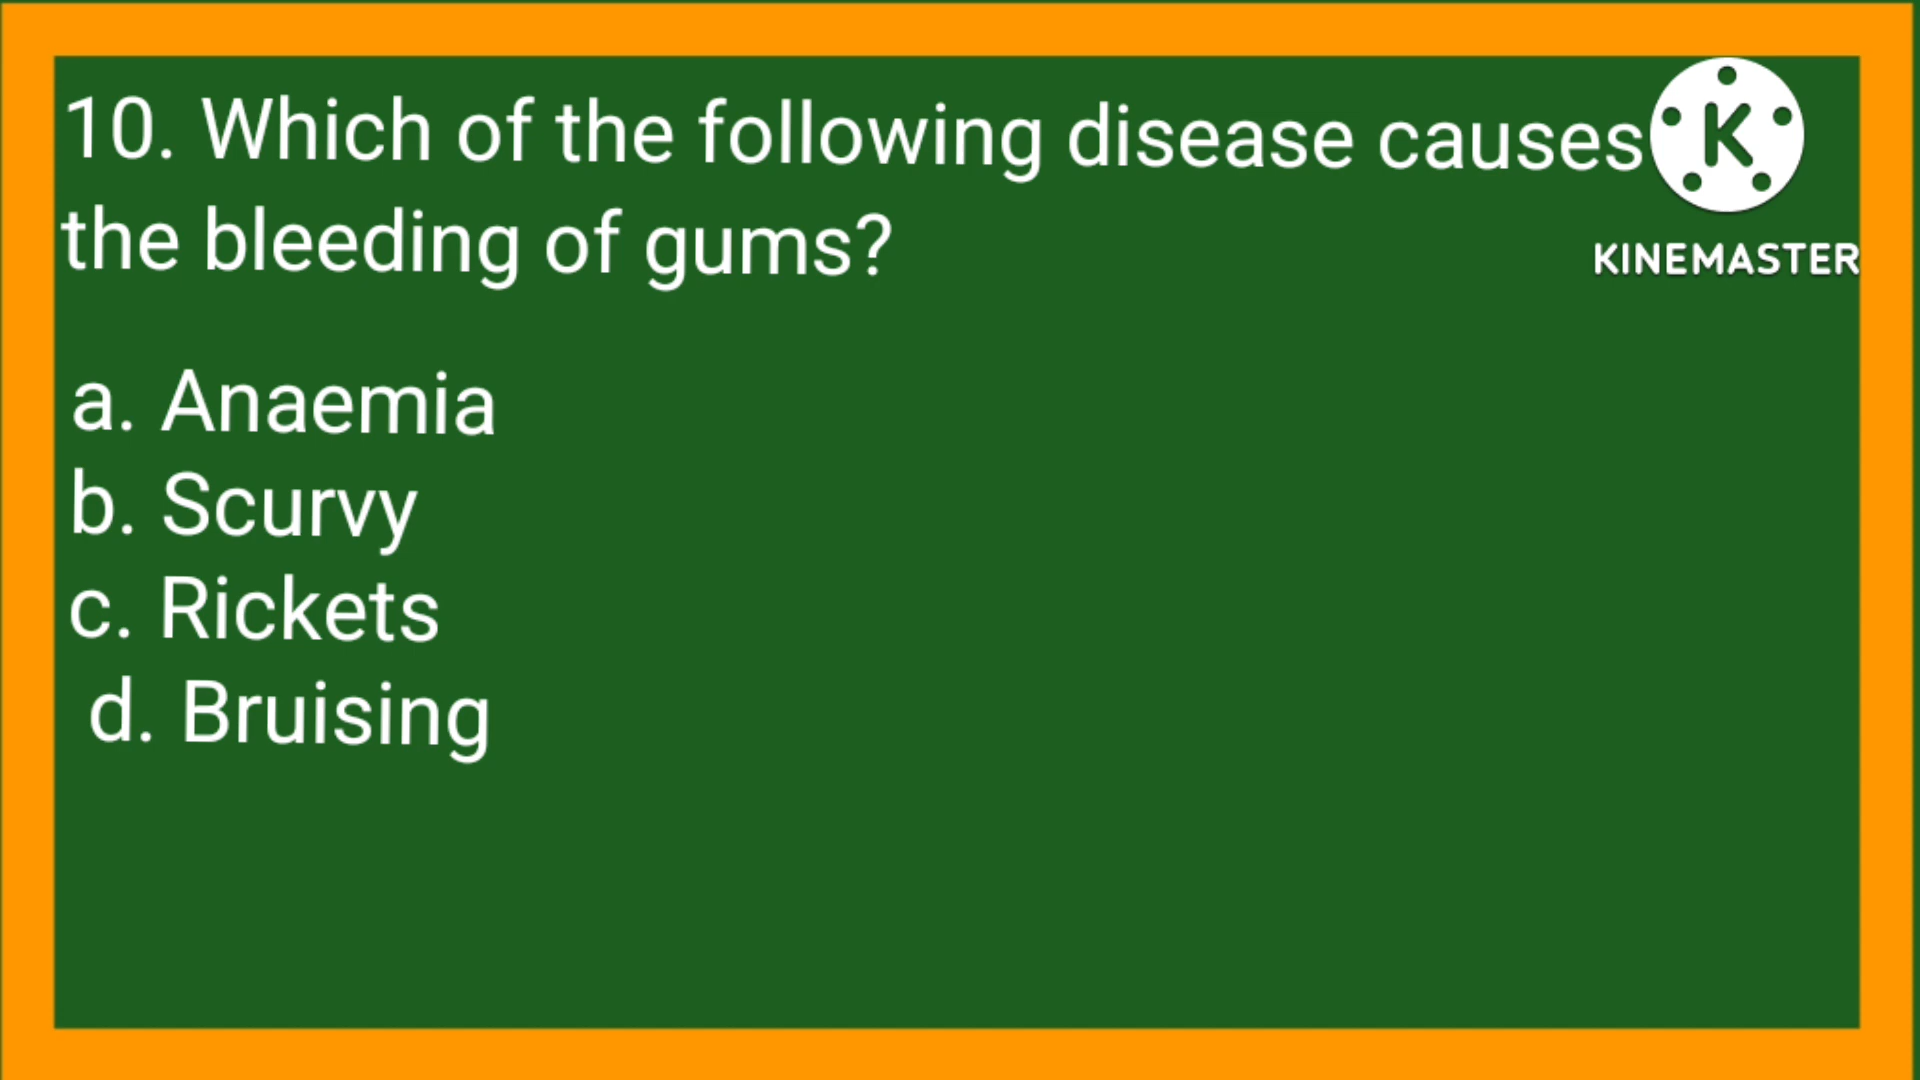 10. Which of the following disease causes
the bleeding of gums?
K
KINEMASTER
a. Anaemia
b. Scurvy
c. Rickets
d. Bruising